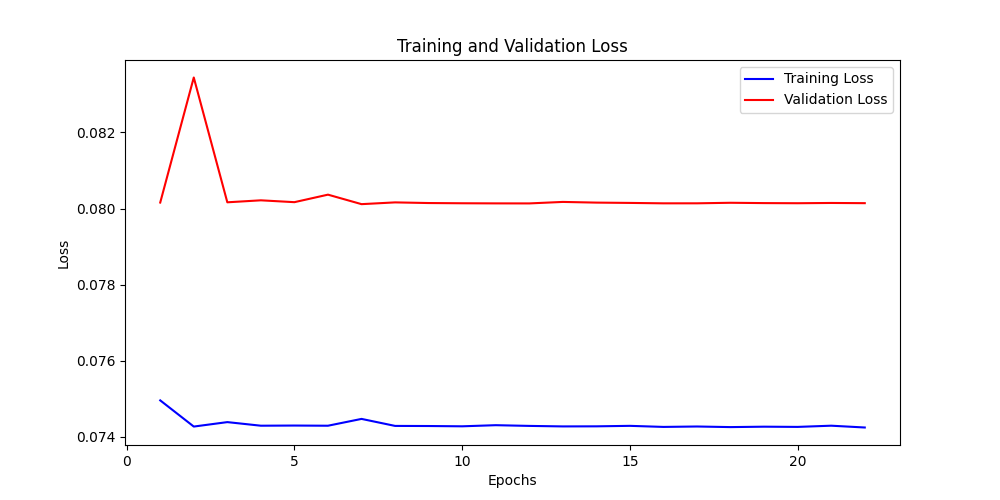 Training and Validation Loss
Training Loss
Validation Loss
0.082
0.080
0.078
0.076
0.074
Loss
0 5 10 15 20
Epochs